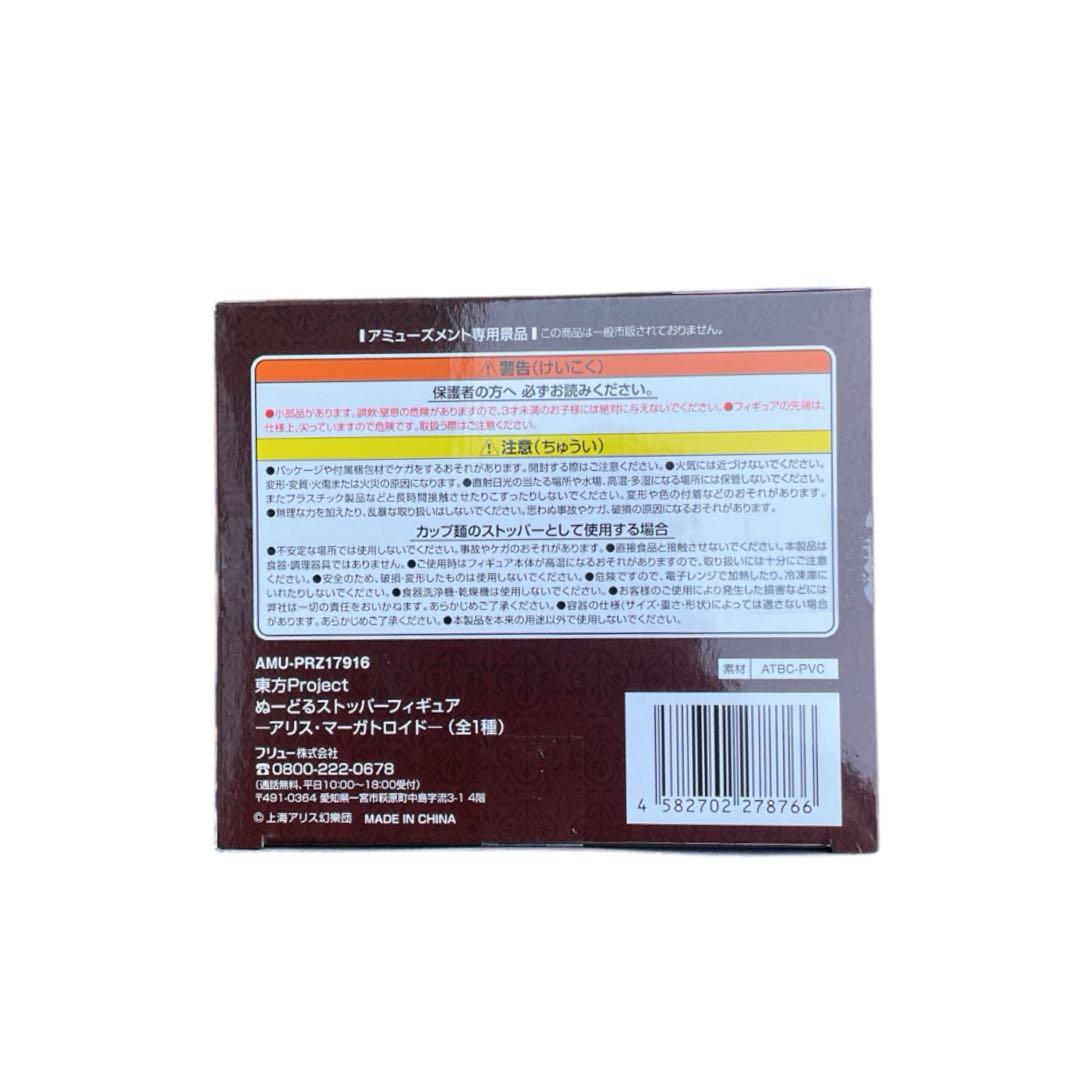 アミューズメント専用景品 この商品は一般市販されておりません。
⚠警告(けいこく)
保護者の方へ 必ずお読みください。
●小部品があります。誤飲・窒息の危険がありますので、3才未満のお子様には絶対に与えないでください。●フィギュアの先端は、
仕様上、尖っていますので危険です。取扱う際はご注意ください。
⚠注意(ちゅうい)
●パッケージや付属梱包材でケガをするおそれがあります。開封する際はご注意ください。●火気には近づけないでください。
変形・変質・火傷または火災の原因になります。●直射日光の当たる場所や水場、高温・多湿になる場所には保管しないでください。
またプラスチック製品などと長時間接触させたりこすったりしないでください。変形や色の付着などのおそれがあります。
●無理な力を加えたり、乱暴な取り扱いはしないでください。思わぬ事故やケガ、破損の原因になるおそれがあります。
カップ麺のストッパーとして使用する場合
●不安定な場所では使用しないでください。事故やケガのおそれがあります。●直接食品と接触させないでください。本製品は
食器・調理器具ではありません。●ご使用時はフィギュア本体が高温になるおそれがありますので、取り扱いには十分にご注意
ください。●安全のため、破損・変形したものは使用しないでください。●危険ですので、電子レンジで加熱したり、冷凍庫に
いれたりしないでください。●食器洗浄機・乾燥機は使用しないでください。●お客様のご使用により発生した損害などには
弊社は一切の責任をおいかねます。あらかじめご了承ください。●容器の仕様(サイズ・重さ・形状)によっては適さない場合
があります。あらかじめご了承ください。●本製品を本来の用途以外で使用しないでください。
AMU-PRZ17916
素材 ATBC-PVC
東方Project
ぬーどるストッパーフィギュア
―アリス・マーガトロイド―(全1種)
フリュー株式会社
☎0800-222-0678
(通話無料、平日10:00〜18:00受付)
〒491-0364 愛知県一宮市萩原町中島字流3-1 4階
©上海アリス幻樂団 MADE IN CHINA
4 582702 278766